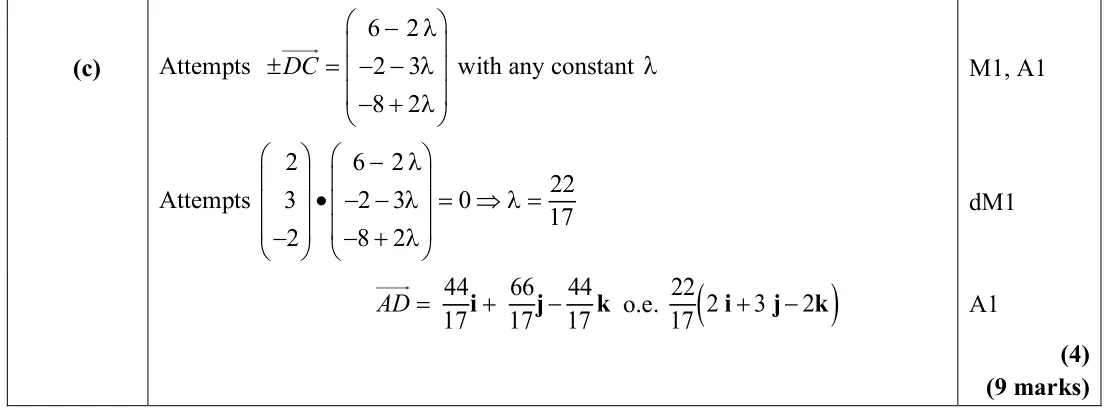 (c) Attempts ±DC⃗ = (6 − 2λ, −2 − 3λ, −8 + 2λ) with any constant λ M1, A1
Attempts (2, 3, −2) • (6 − 2λ, −2 − 3λ, −8 + 2λ) = 0 ⇒ λ = 22/17 dM1
AD⃗ = 44/17 i + 66/17 j − 44/17 k o.e. 22/17 (2 i + 3 j − 2k) A1
(4)
(9 marks)